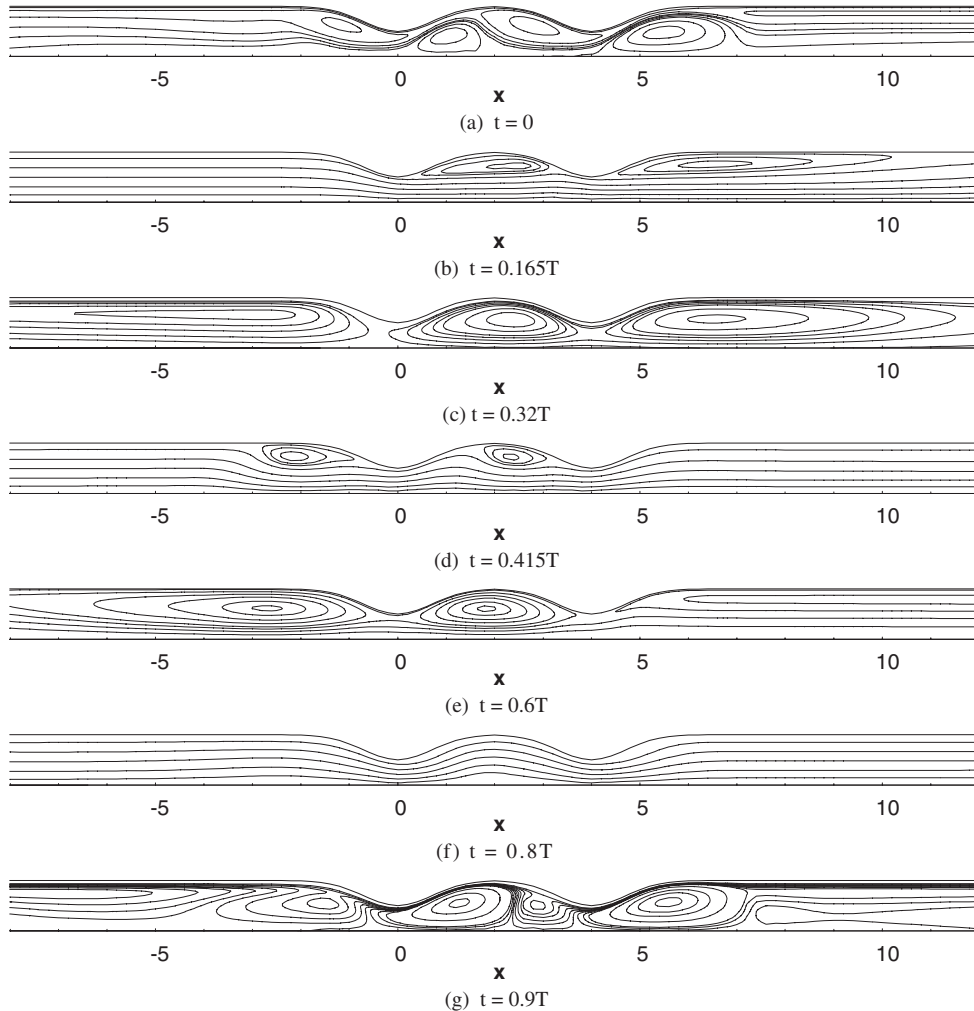 -5 0 5 10
x
(a) t = 0
-5 0 5 10
x
(b) t = 0.165T
-5 0 5 10
x
(c) t = 0.32T
-5 0 5 10
x
(d) t = 0.415T
-5 0 5 10
x
(e) t = 0.6T
-5 0 5 10
x
(f) t = 0.8T
-5 0 5 10
x
(g) t = 0.9T